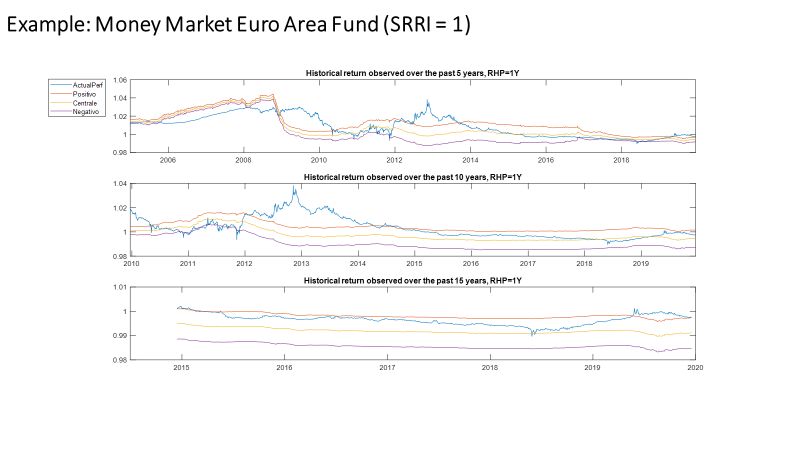 Example: Money Market Euro Area Fund (SRRI = 1)
Historical return observed over the past 5 years, RHP=1Y
ActualPerf
Positivo
Centrale
Negativo
1.06
1.04
1.02
1
0.98
2006 2008 2010 2012 2014 2016 2018
Historical return observed over the past 10 years, RHP=1Y
1.04
1.02
1
0.98
2010 2011 2012 2013 2014 2015 2016 2017 2018 2019
Historical return observed over the past 15 years, RHP=1Y
1.01
1
0.99
0.98
2015 2016 2017 2018 2019 2020